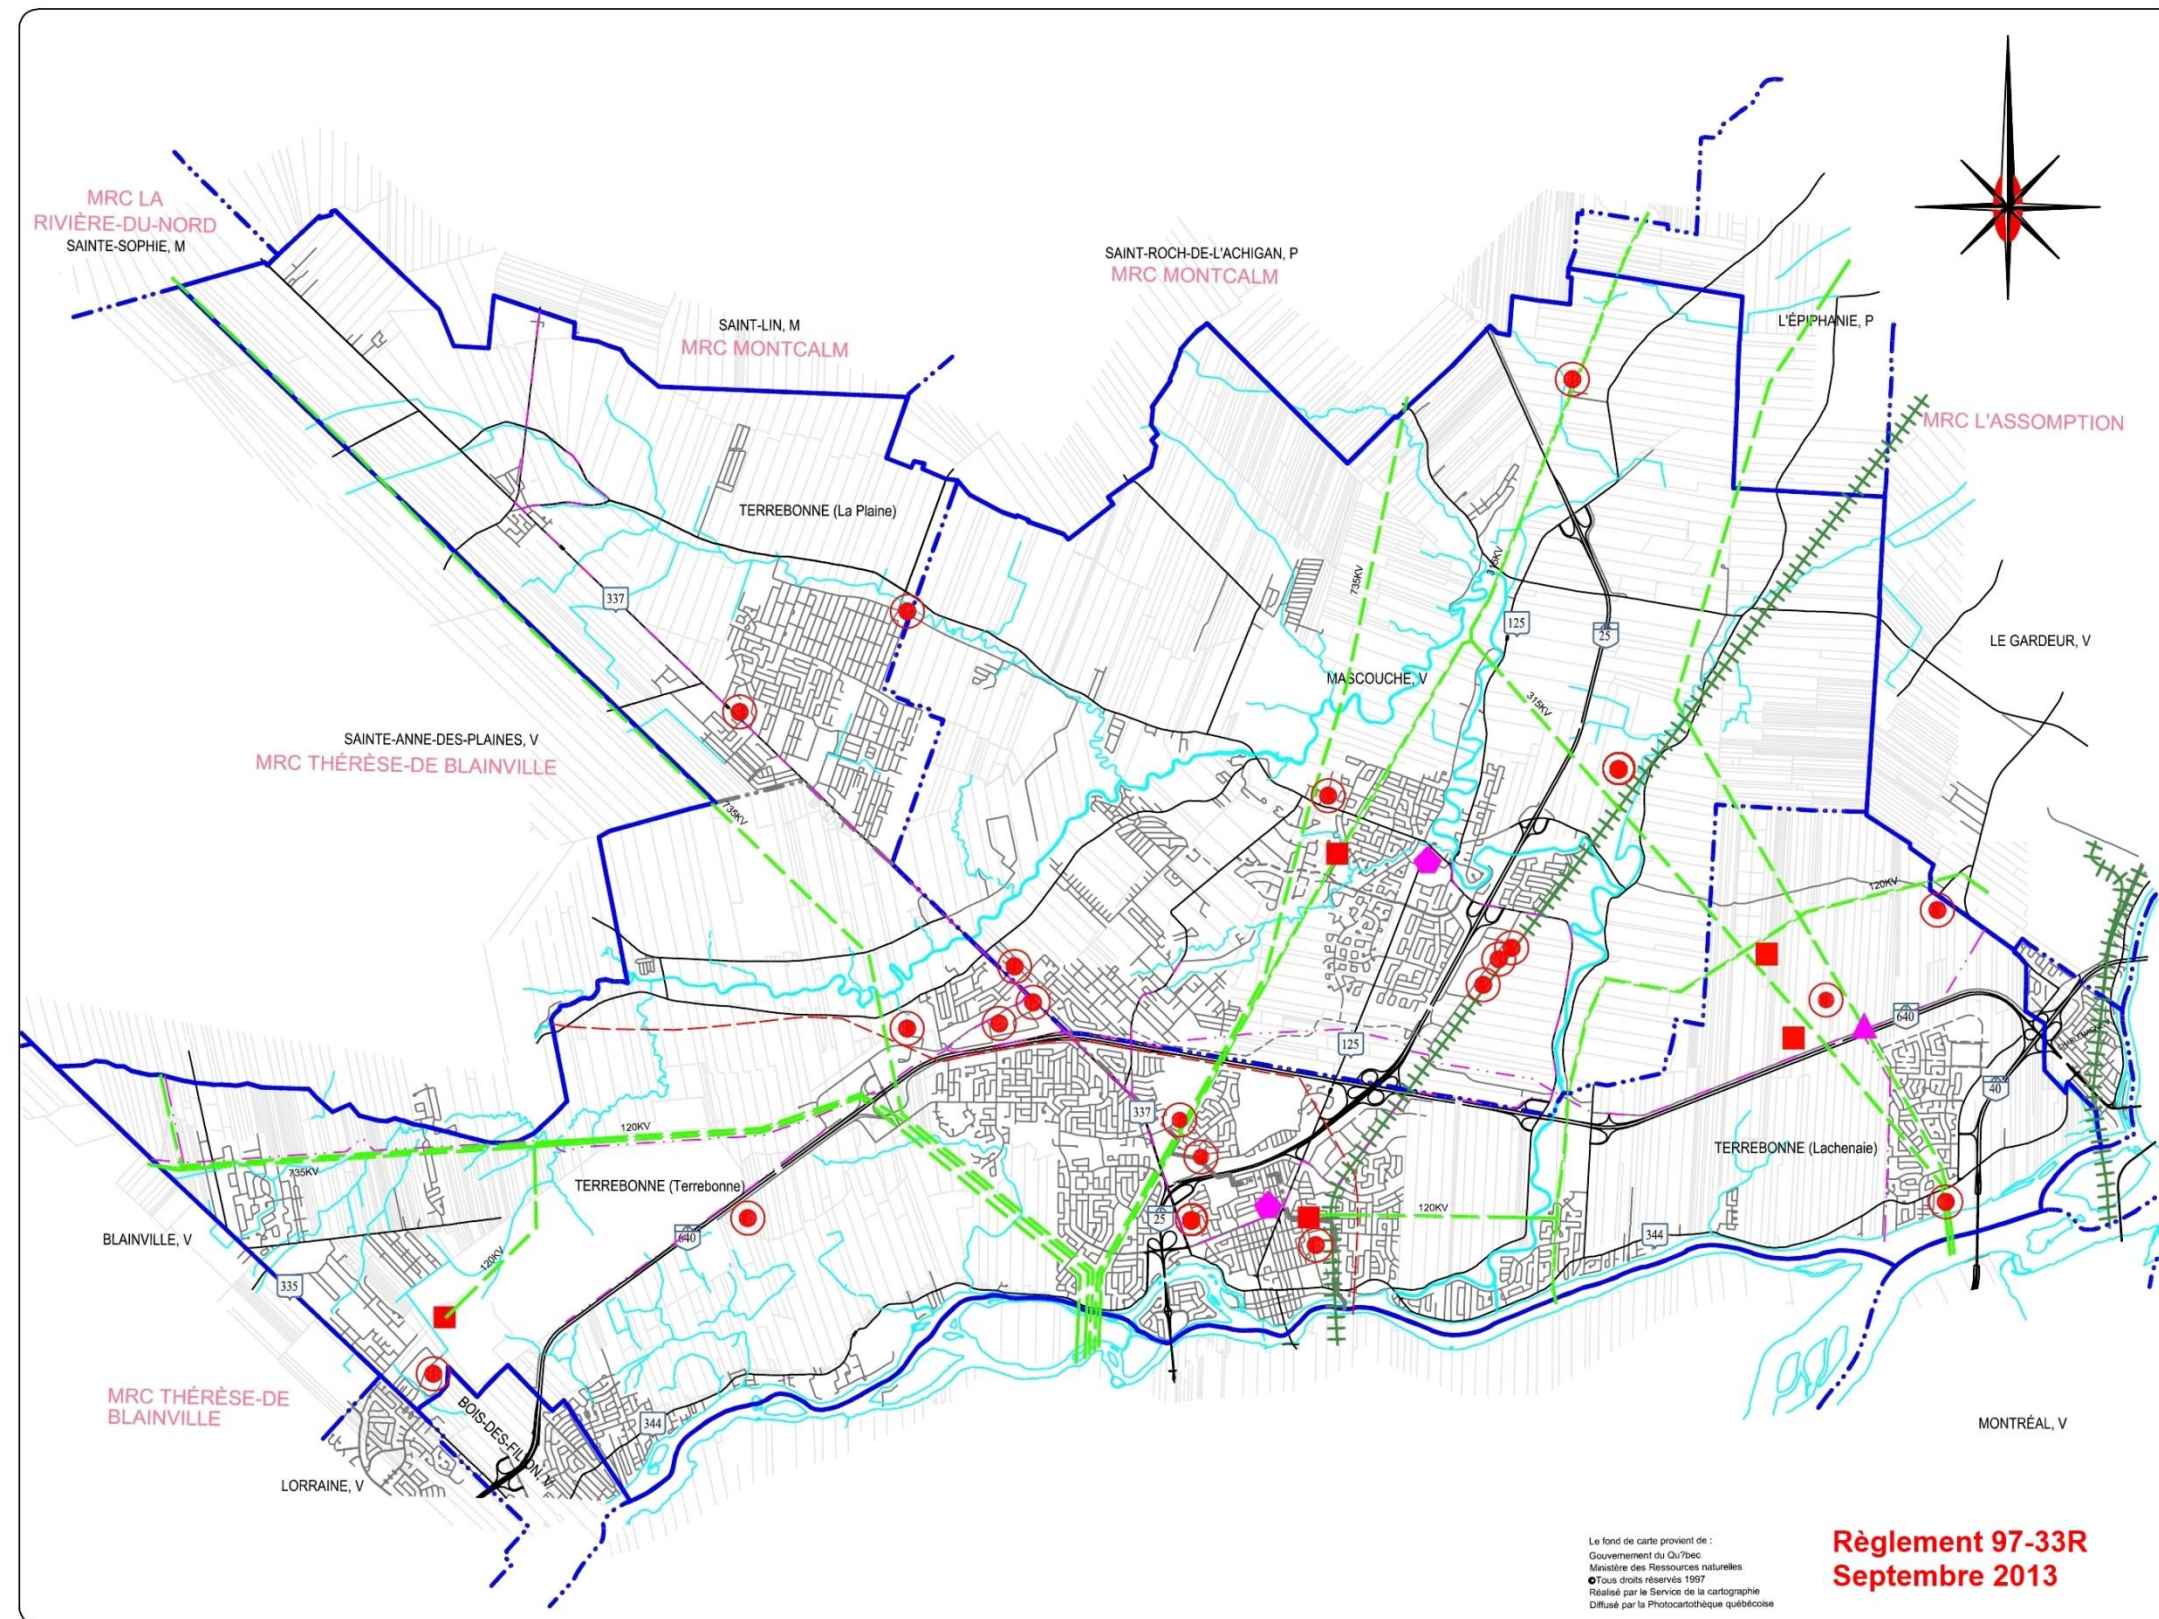 MRC LA
RIVIÈRE-DU-NORD
SAINTE-SOPHIE, M
SAINT-ROCH-DE-L'ACHIGAN, P
MRC MONTCALM
SAINT-LIN, M
MRC MONTCALM
L'ÉPIPHANIE, P
MRC L'ASSOMPTION
TERREBONNE (La Plaine)
337
735KV
315KV
125
25
LE GARDEUR, V
MASCOUCHE, V
315KV
SAINTE-ANNE-DES-PLAINES, V
MRC THÉRÈSE-DE BLAINVILLE
735KV
120KV
640
125
40
337
120KV
735KV
TERREBONNE (Lachenaie)
TERREBONNE (Terrebonne)
25
120KV
BLAINVILLE, V
640
344
120KV
335
MRC THÉRÈSE-DE
BLAINVILLE
BOIS-DES-FILION, V
344
MONTRÉAL, V
LORRAINE, V
Le fond de carte provient de :
Gouvernement du Qu?bec
Ministère des Ressources naturelles
©Tous droits réservés 1997
Réalisé par le Service de la cartographie
Diffusé par la Photocartothèque québécoise
Règlement 97-33R
Septembre 2013